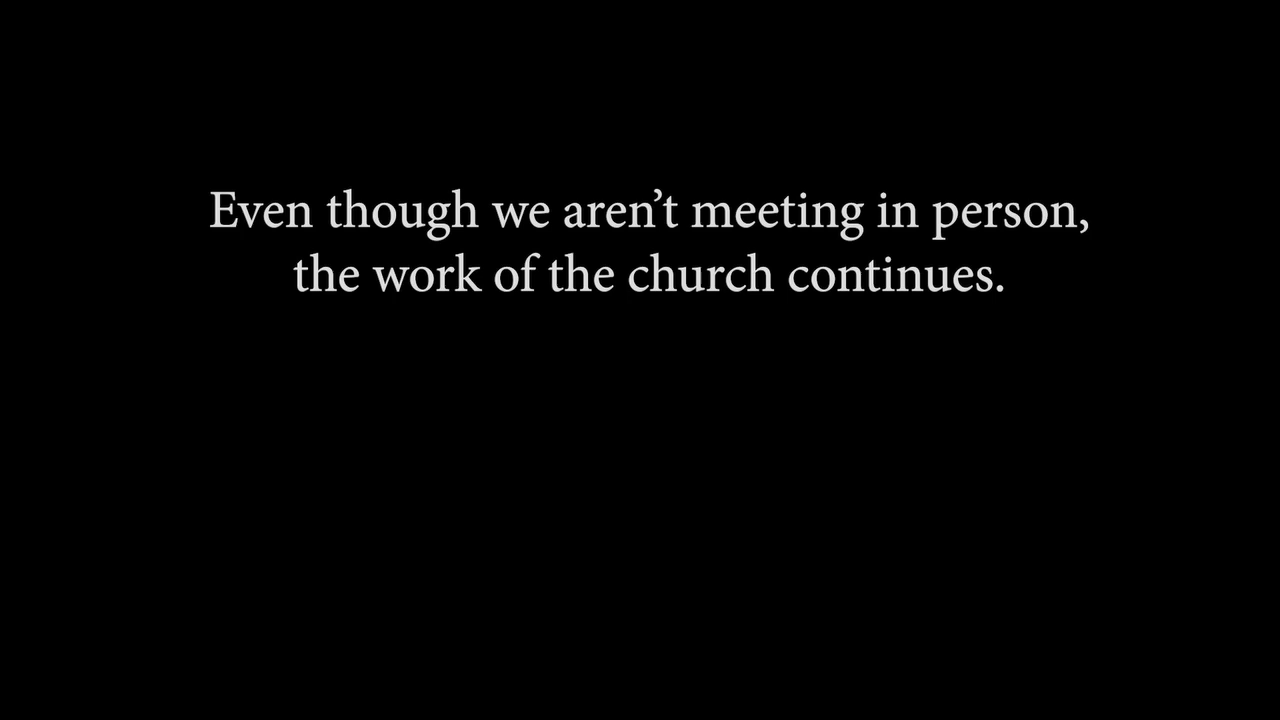 Even though we aren’t meeting in person,
the work of the church continues.